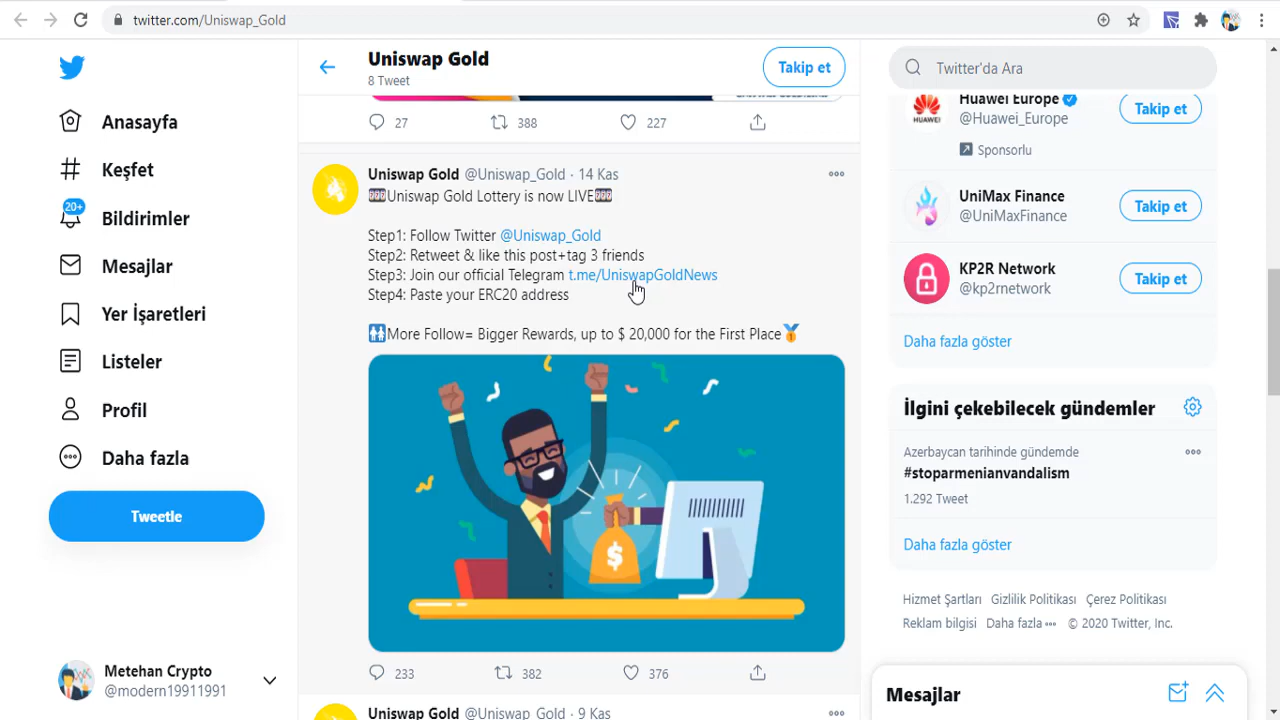 twitter.com/Uniswap_Gold
Uniswap Gold
8 Tweet
Takip et
27
388
227
Uniswap Gold @Uniswap_Gold · 14 Kas
🎰Uniswap Gold Lottery is now LIVE🎰
Step1: Follow Twitter @Uniswap_Gold
Step2: Retweet & like this post+tag 3 friends
Step3: Join our official Telegram t.me/UniswapGoldNews
Step4: Paste your ERC20 address
More Follow= Bigger Rewards, up to $ 20,000 for the First Place🥇
$
233
382
376
Uniswap Gold @Uniswap_Gold · 9 Kas
20+
Anasayfa
Keşfet
Bildirimler
Mesajlar
Yer İşaretleri
Listeler
Profil
Daha fazla
Tweetle
Metehan Crypto
@modern19911991
Twitter'da Ara
HUAWEI
Huawei Europe
@Huawei_Europe
Takip et
Sponsorlu
UniMax Finance
@UniMaxFinance
Takip et
KP2R Network
@kp2rnetwork
Takip et
Daha fazla göster
İlgini çekebilecek gündemler
Azerbaycan tarihinde gündemde
#stoparmenianvandalism
1.292 Tweet
Daha fazla göster
Hizmet Şartları Gizlilik Politikası Çerez Politikası
Reklam bilgisi Daha fazla ••• © 2020 Twitter, Inc.
Mesajlar